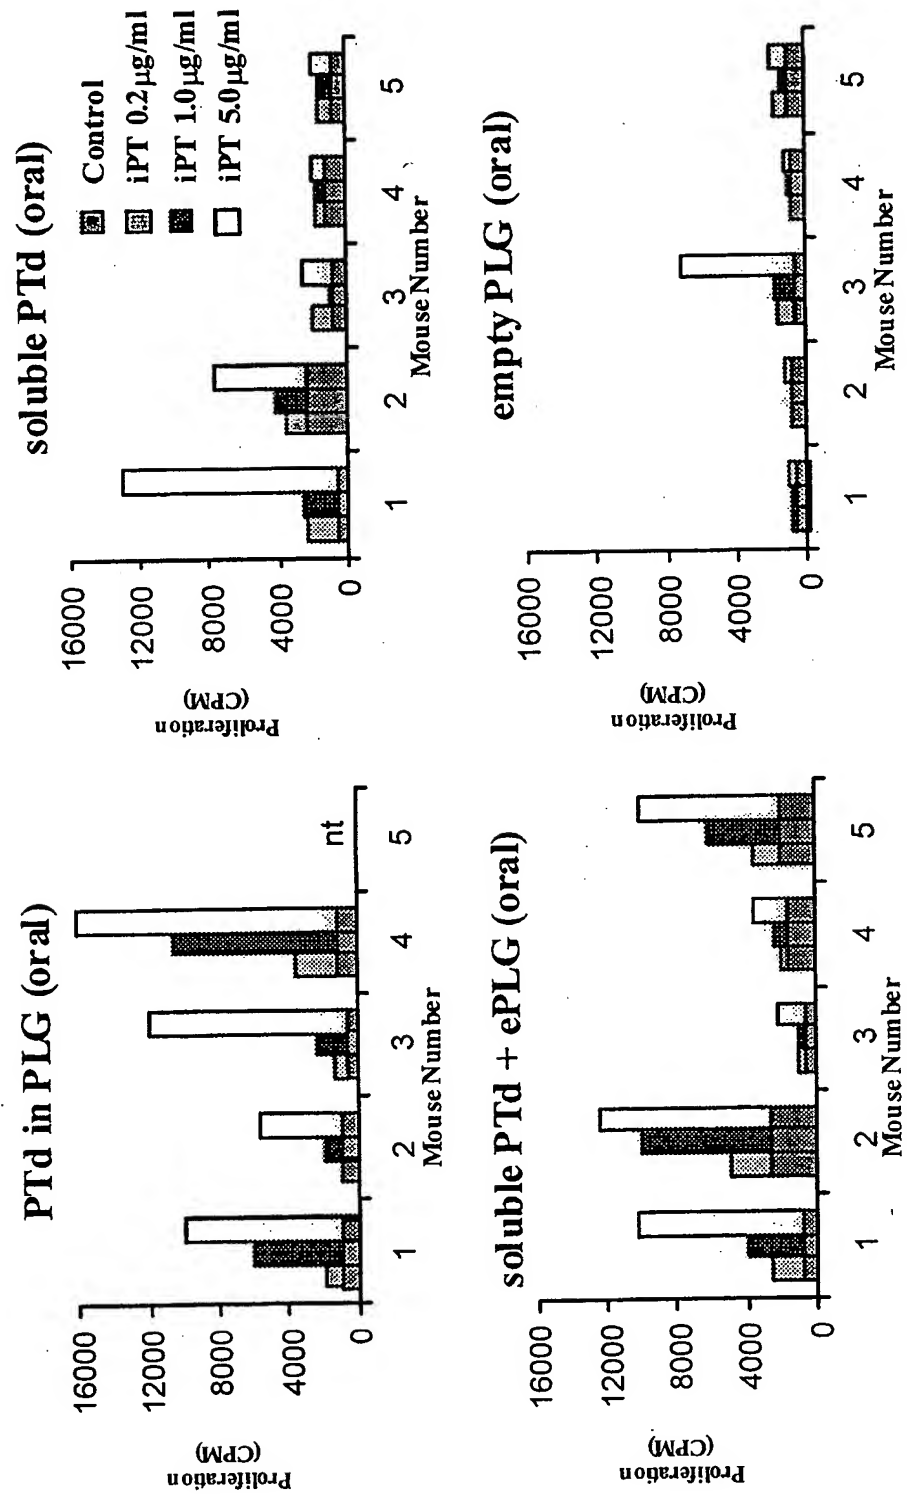 PTd in PLG (oral)
Proliferation
(CPM)
16000
12000
8000
4000
0
1
2
3
4
5
nt
Mouse Number
soluble PTd (oral)
Control
iPT 0.2µg/ml
iPT 1.0µg/ml
iPT 5.0µg/ml
Proliferation
(CPM)
16000
12000
8000
4000
0
1
2
3
4
5
Mouse Number
soluble PTd + ePLG (oral)
Proliferation
(CPM)
16000
12000
8000
4000
0
1
2
3
4
5
Mouse Number
empty PLG (oral)
Proliferation
(CPM)
16000
12000
8000
4000
0
1
2
3
4
5
Mouse Number